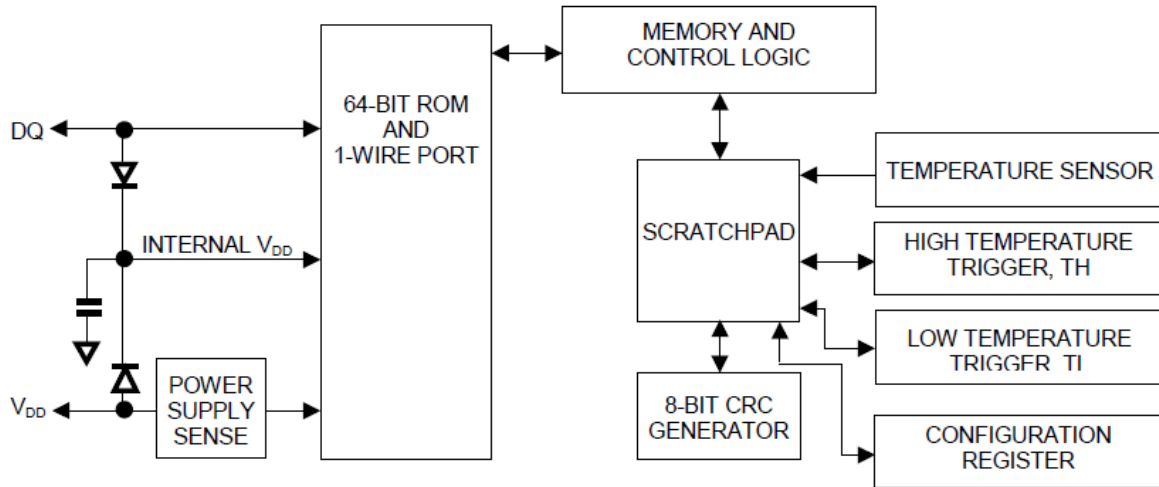 DQ
INTERNAL VDD
VDD
POWER
SUPPLY
SENSE
64-BIT ROM
AND
1-WIRE PORT
MEMORY AND
CONTROL LOGIC
SCRATCHPAD
8-BIT CRC
GENERATOR
TEMPERATURE SENSOR
HIGH TEMPERATURE
TRIGGER, TH
LOW TEMPERATURE
TRIGGER, TL
CONFIGURATION
REGISTER